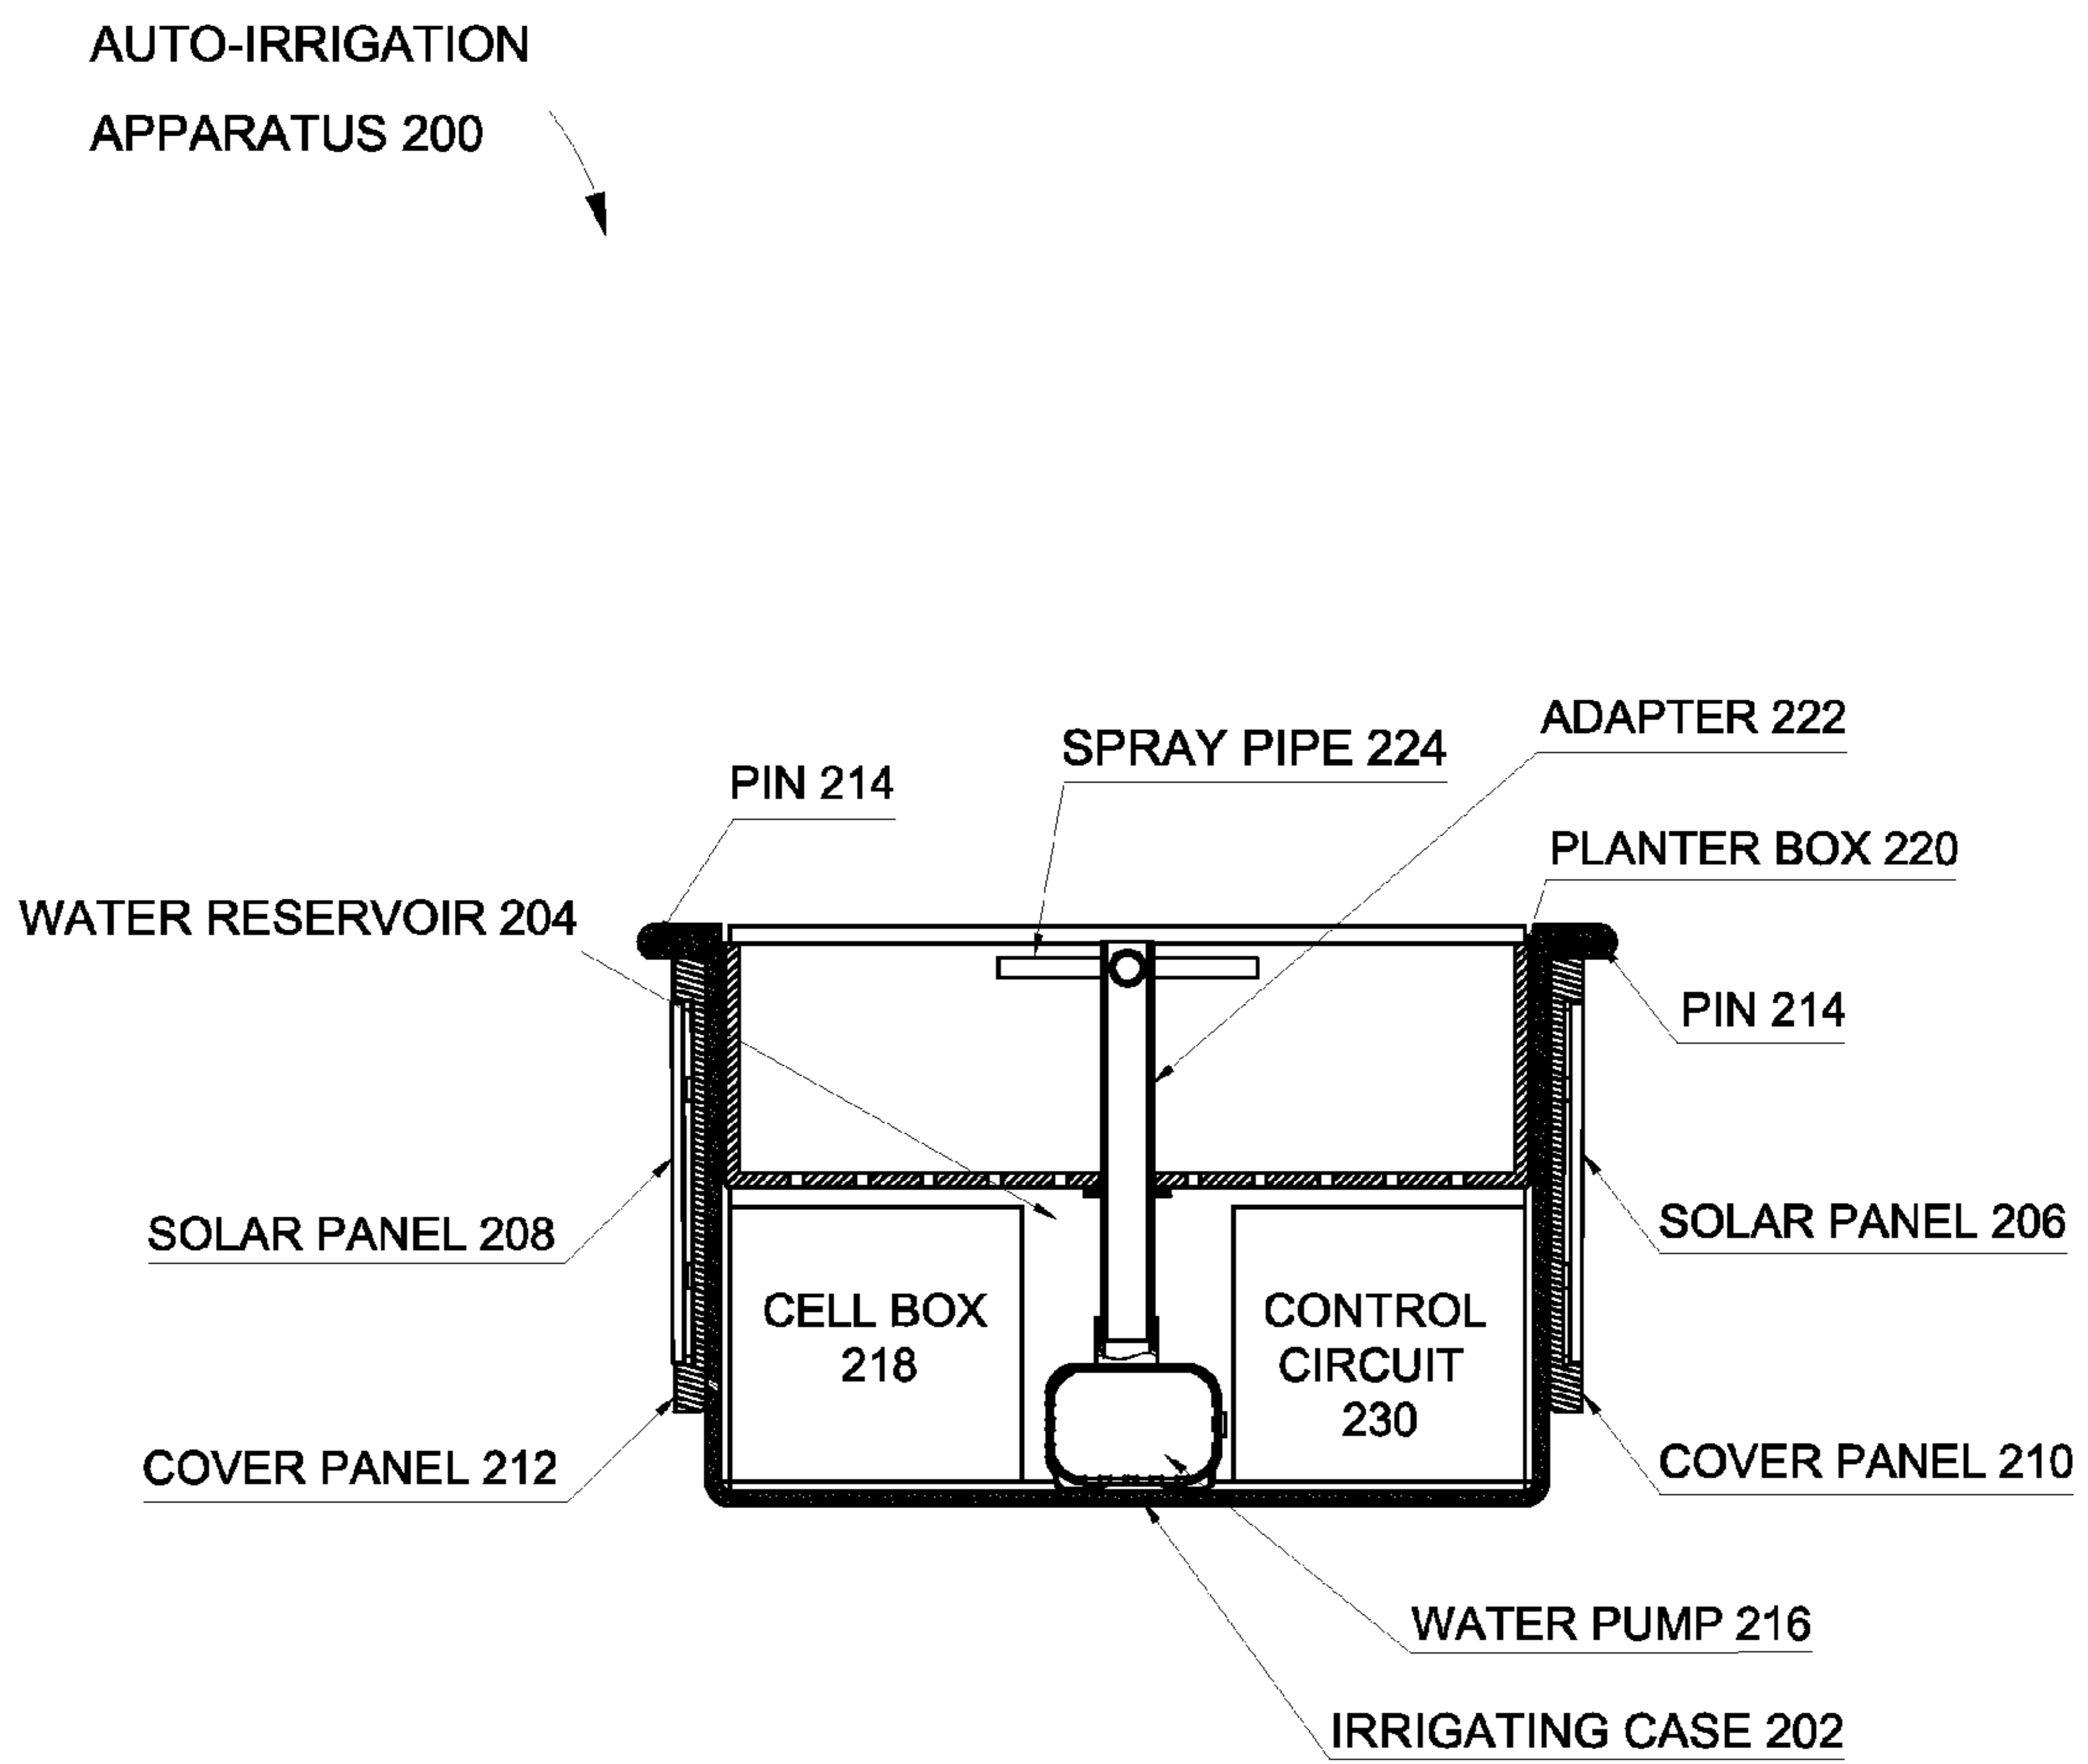 AUTO-IRRIGATION
APPARATUS 200
ADAPTER 222
SPRAY PIPE 224
PIN 214
PLANTER BOX 220
WATER RESERVOIR 204
PIN 214
SOLAR PANEL 208
SOLAR PANEL 206
CELL BOX
218
CONTROL
CIRCUIT
230
COVER PANEL 212
COVER PANEL 210
WATER PUMP 216
IRRIGATING CASE 202